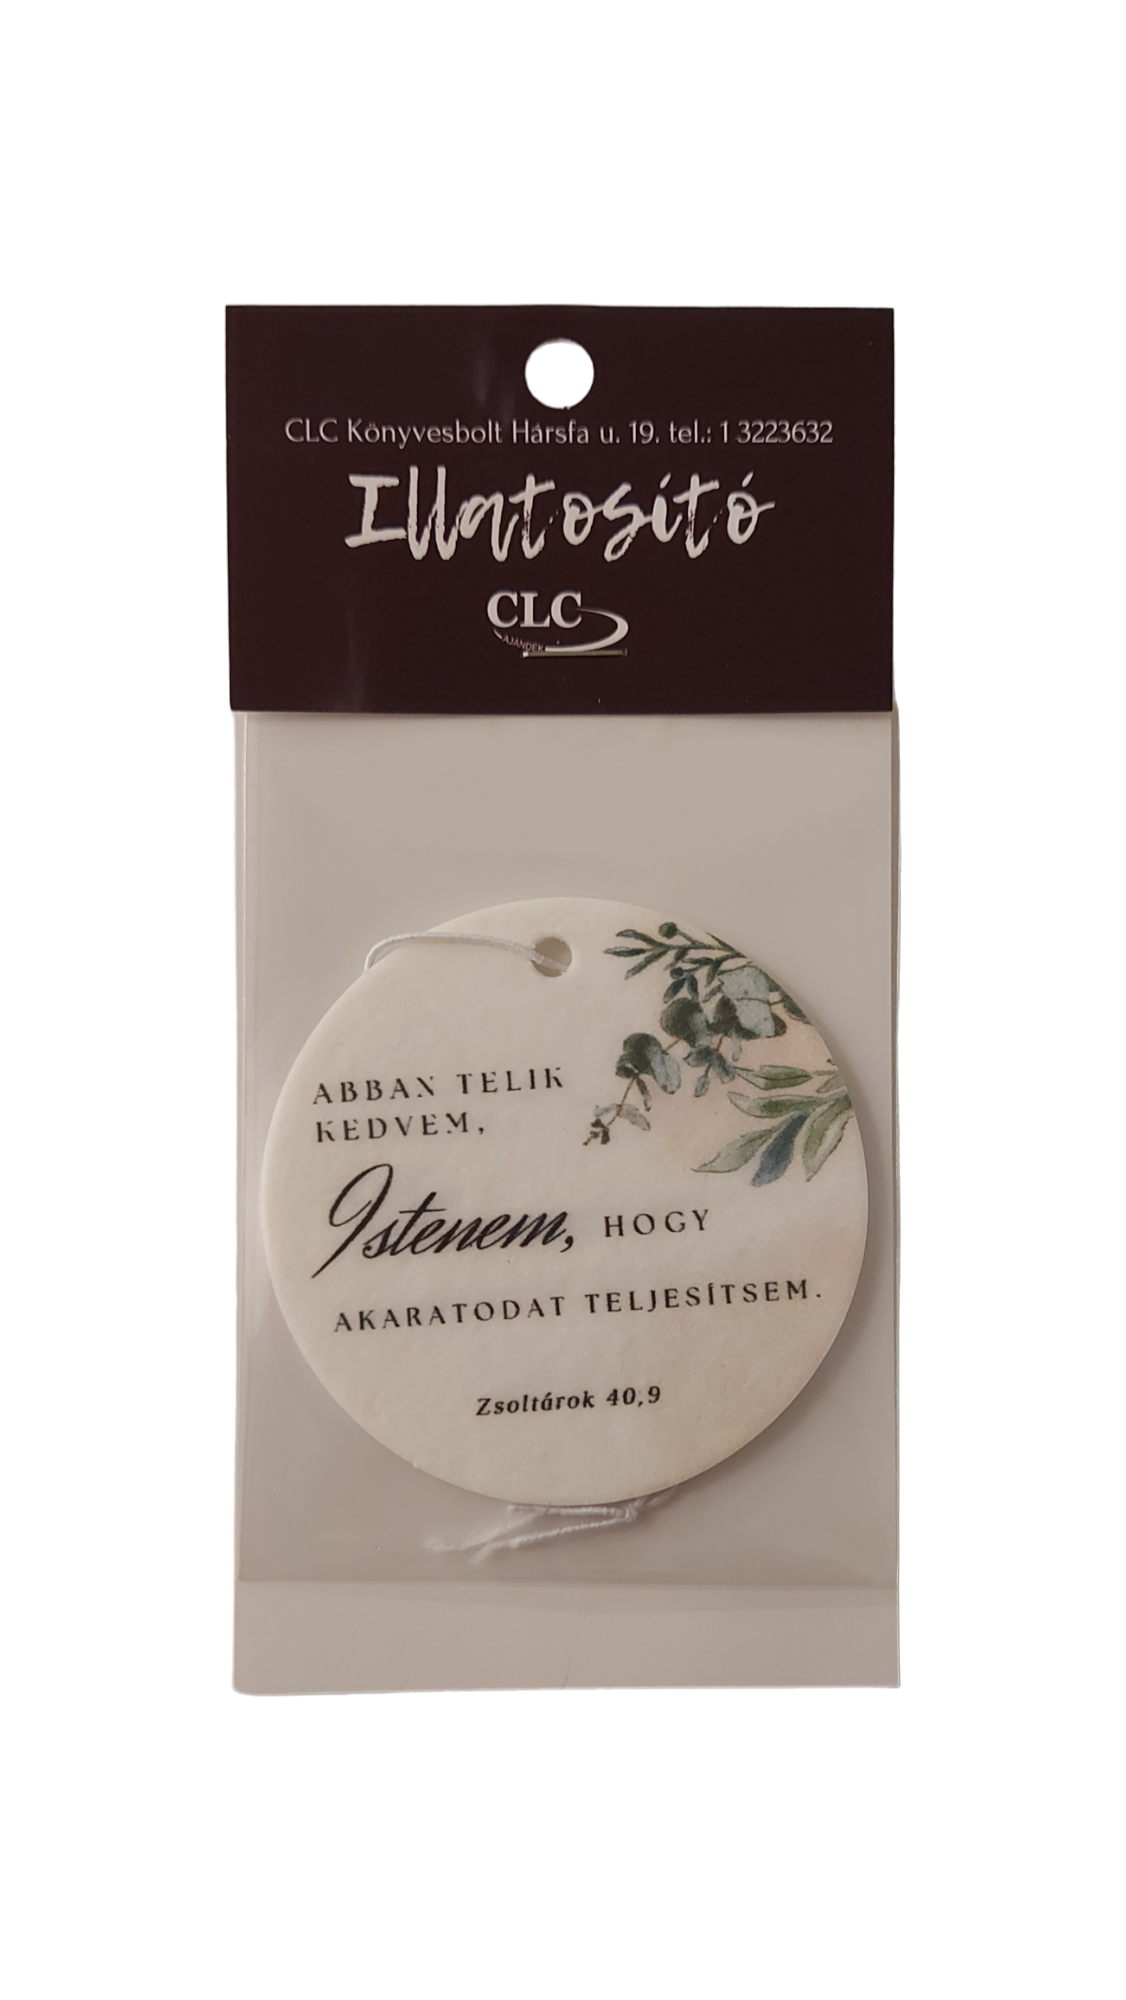 CLC Könyvesbolt Hársfa u. 19. tel.: 1 3223632
Illatosító
CLC
AJÁNDÉK
ABBAN TELIK
KEDVEM,
Istenem, HOGY
AKARATODAT TELJESÍTSEM.
Zsoltárok 40,9